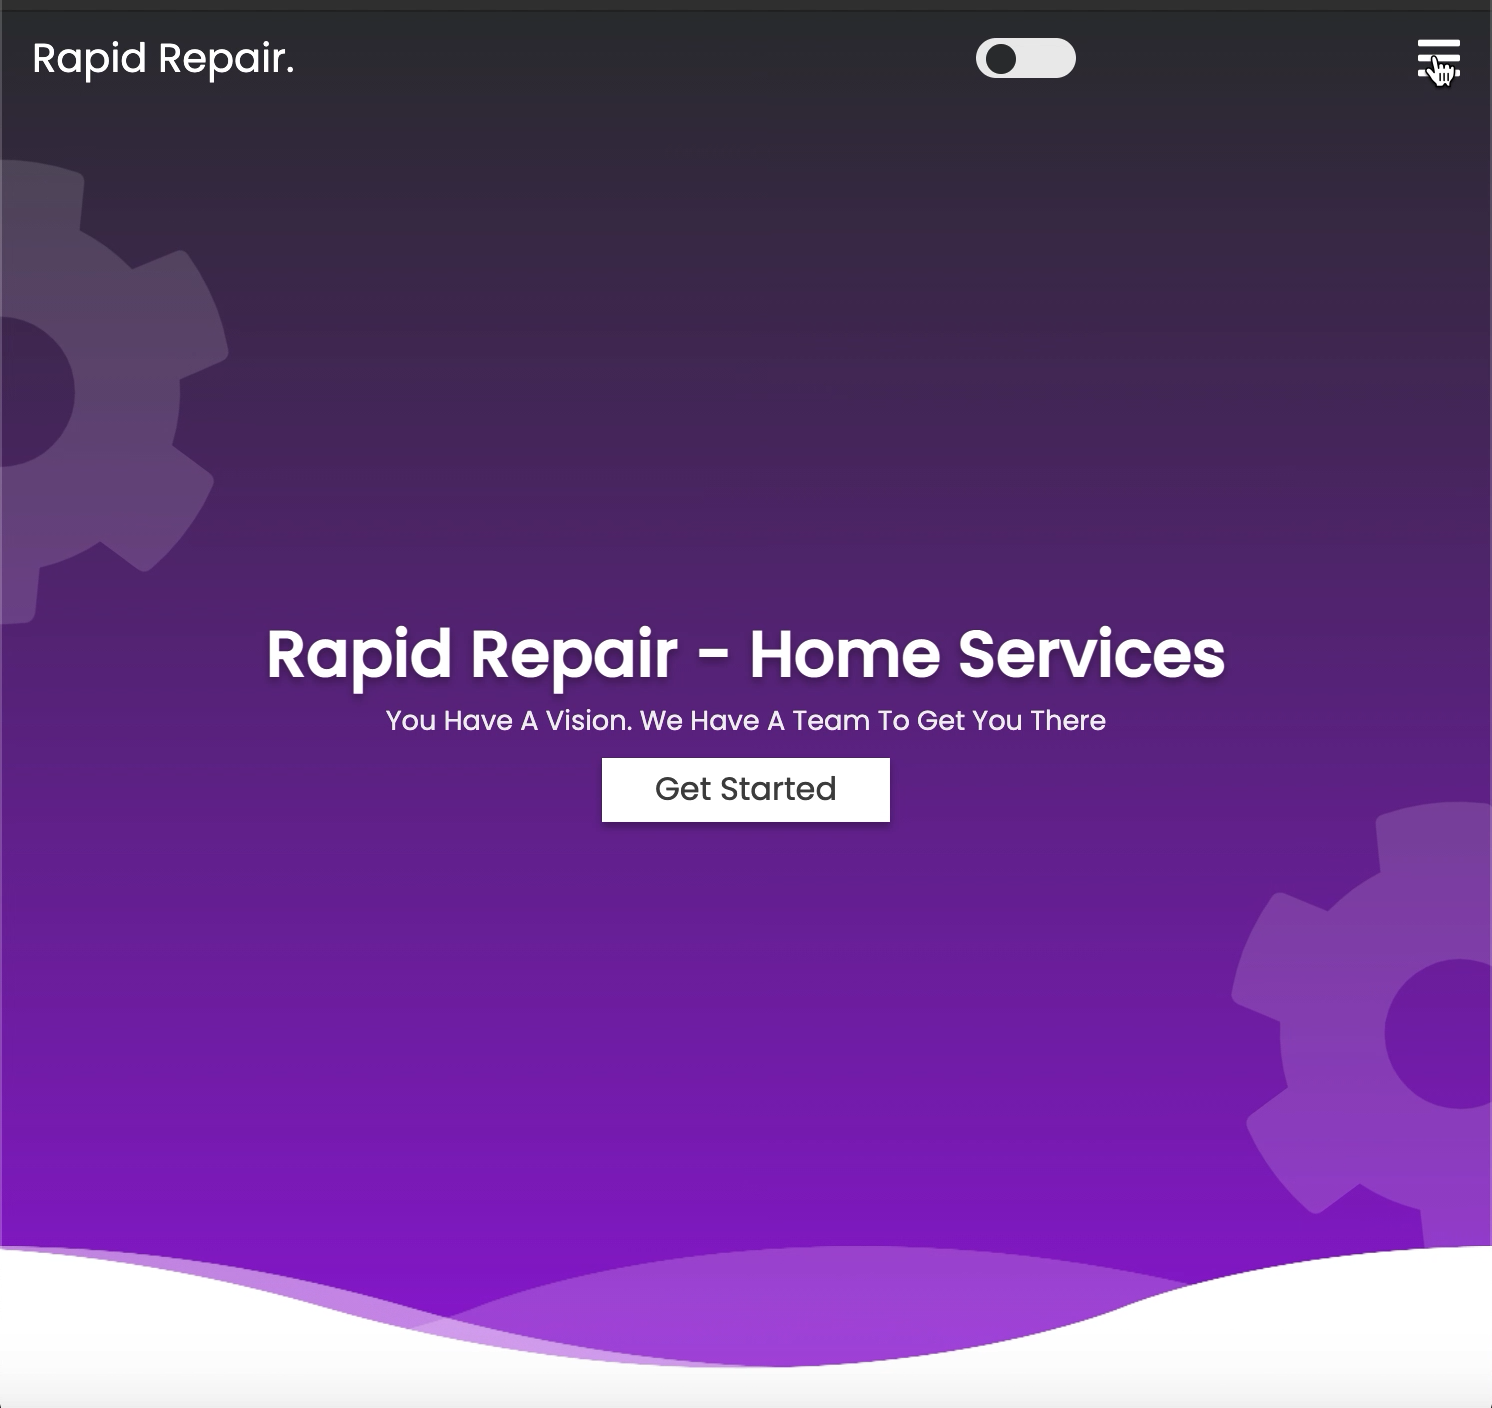 Rapid Repair.
Rapid Repair - Home Services
You Have A Vision. We Have A Team To Get You There
Get Started